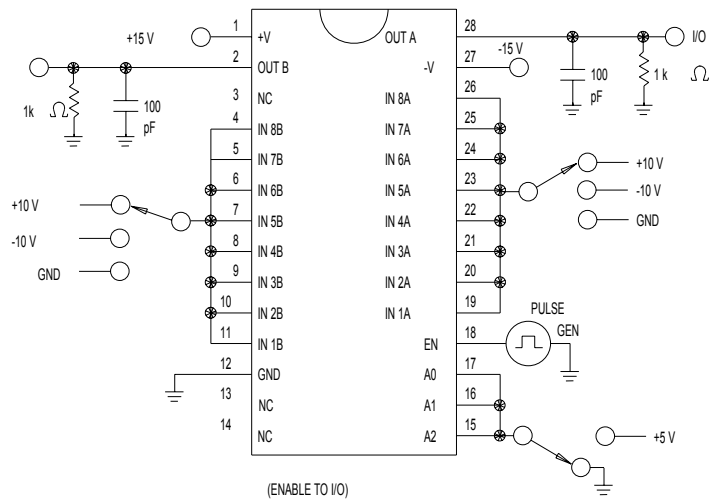 +15 V
1
+V
OUT A
28
I/O
2
OUT B
-V
27
-15 V
1k Ω
100 pF
3
NC
IN 8A
26
100 pF
1 k Ω
4
IN 8B
IN 7A
25
5
IN 7B
IN 6A
24
6
IN 6B
IN 5A
23
+10 V
-10 V
GND
+10 V
-10 V
GND
7
IN 5B
IN 4A
22
8
IN 4B
IN 3A
21
9
IN 3B
IN 2A
20
10
IN 2B
IN 1A
19
11
IN 1B
EN
18
PULSE
GEN
12
GND
A0
17
13
NC
A1
16
14
NC
A2
15
+5 V
(ENABLE TO I/O)